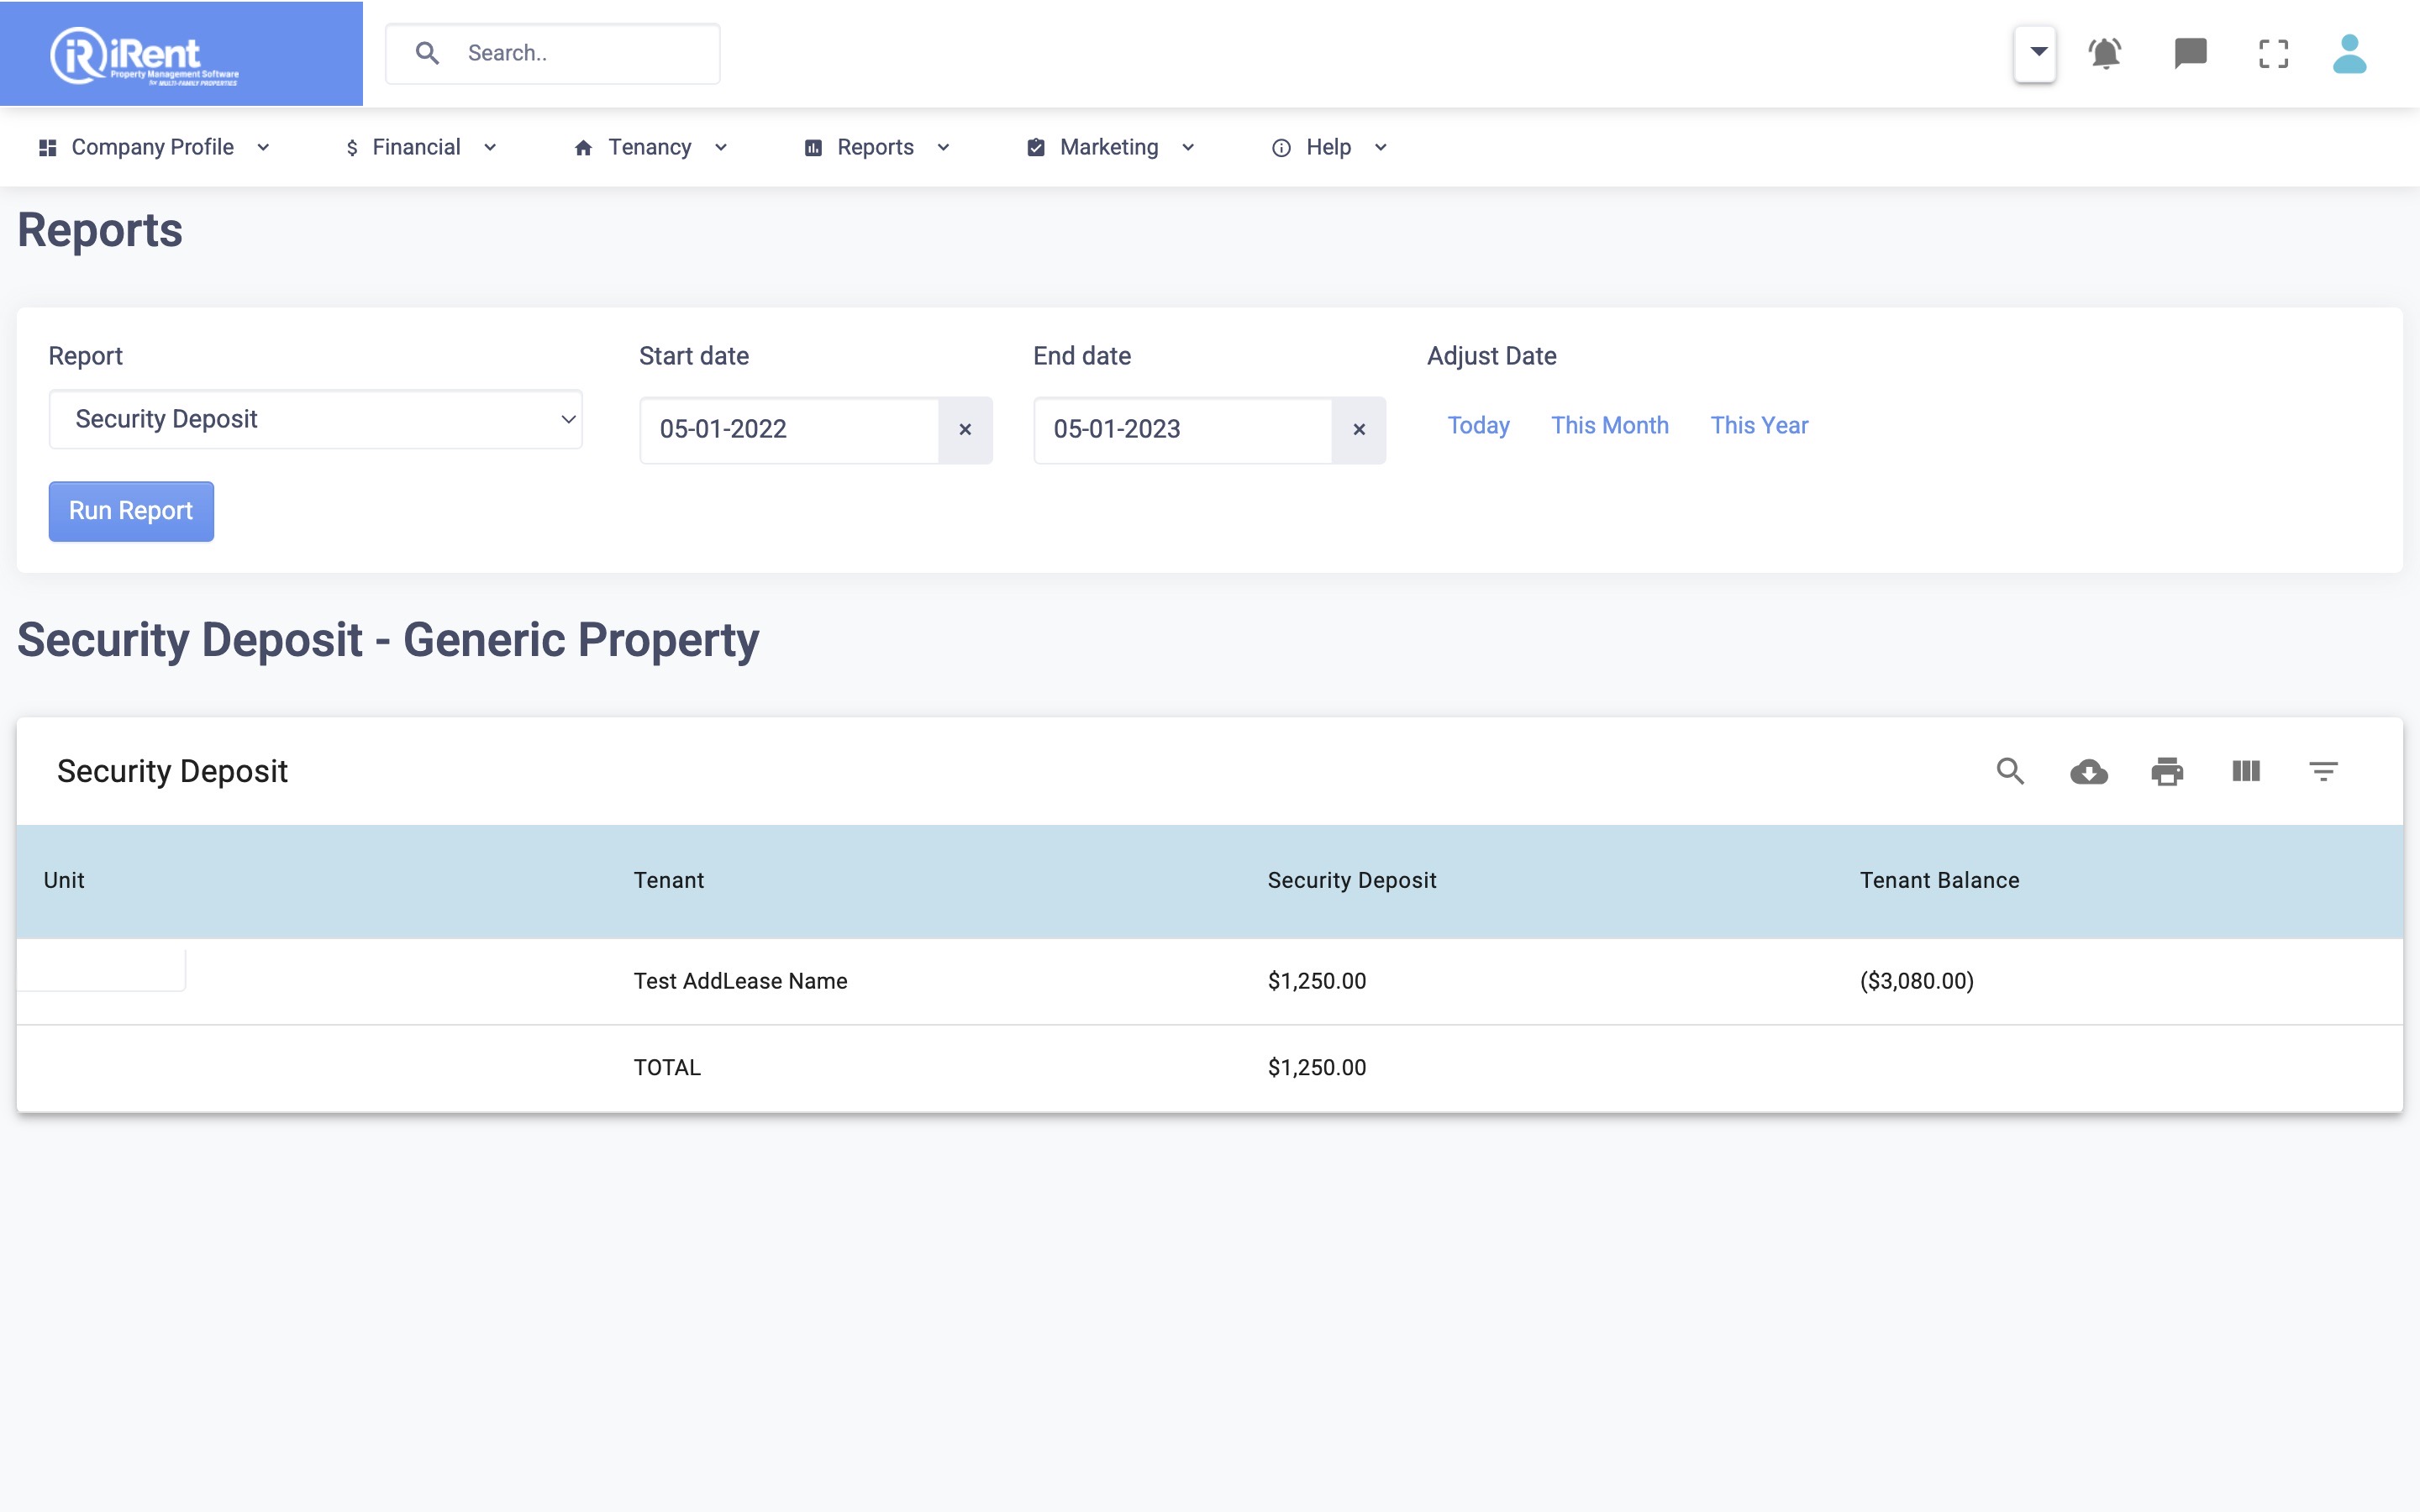 iRent
Property Management Software
for MULTI-FAMILY PROPERTIES
Search..
Company Profile Financial Tenancy Reports Marketing Help
Reports
Report Start date End date Adjust Date
Security Deposit 05-01-2022 × 05-01-2023 × Today This Month This Year
Run Report
Security Deposit - Generic Property
Security Deposit
Unit Tenant Security Deposit Tenant Balance
Test AddLease Name $1,250.00 ($3,080.00)
TOTAL $1,250.00